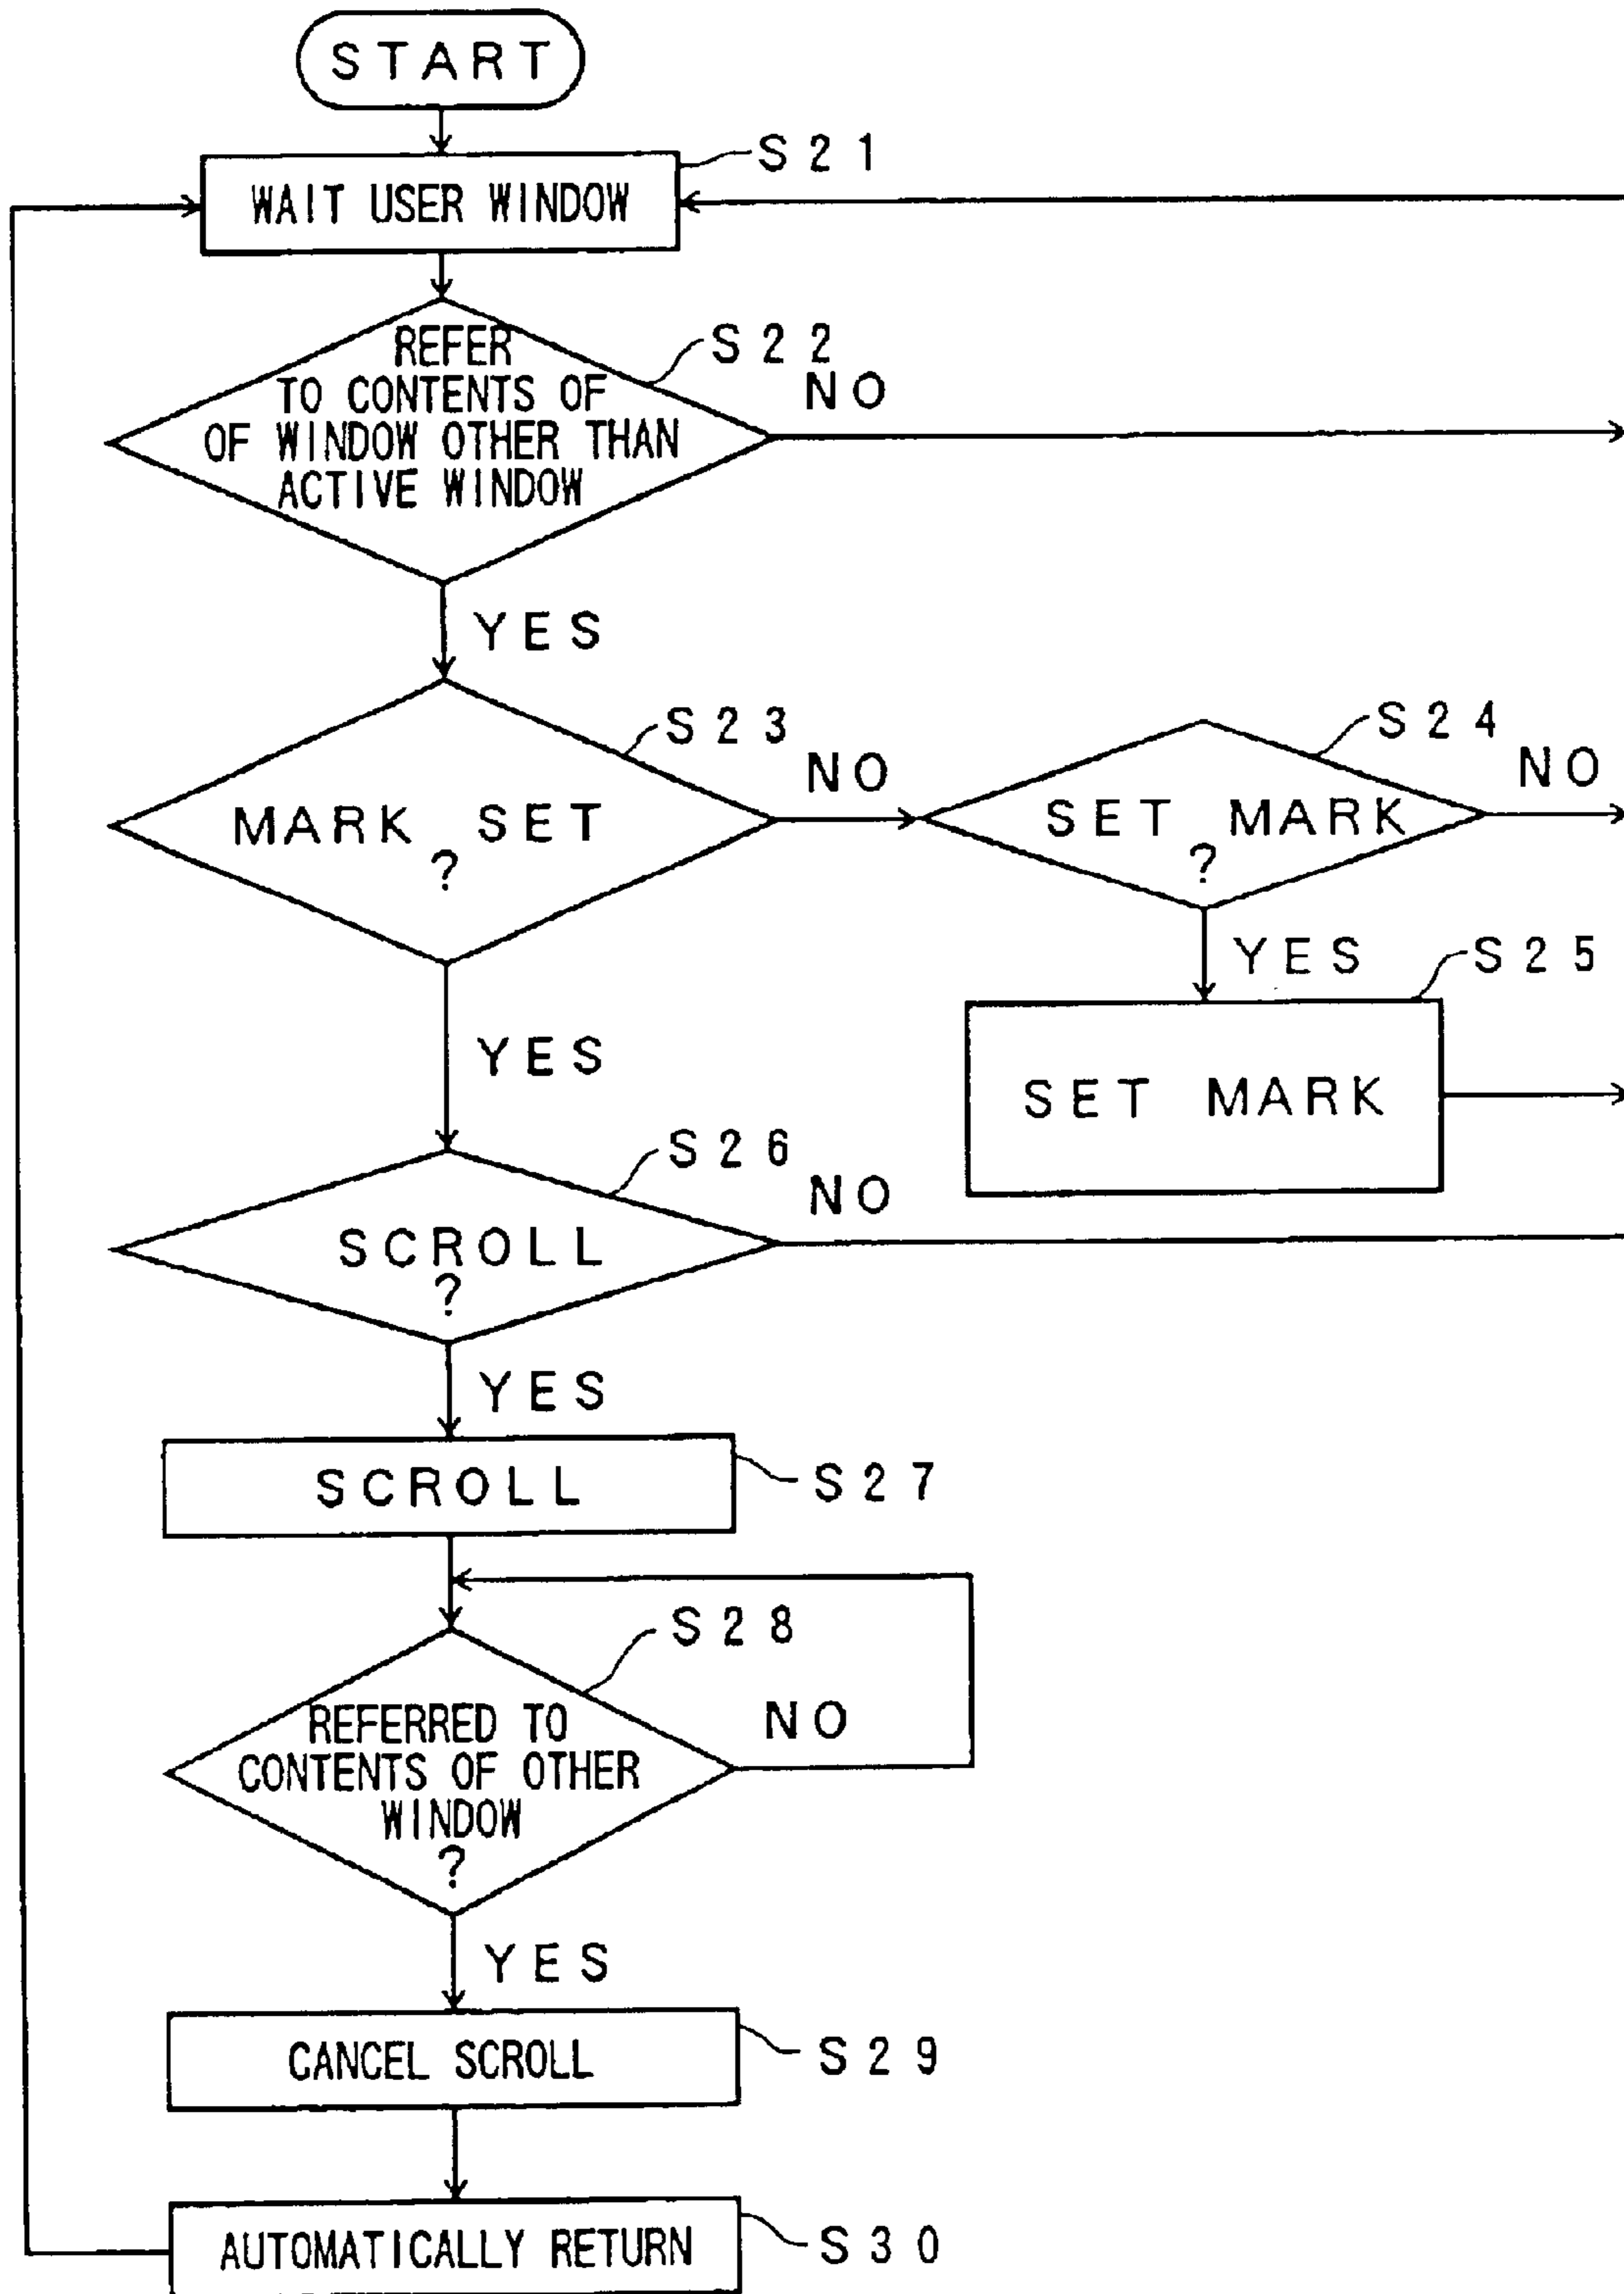 START
S21
WAIT USER WINDOW
S22
REFER
TO CONTENTS OF
OF WINDOW OTHER THAN
ACTIVE WINDOW
NO
YES
S23
MARK SET
?
NO
S24
SET MARK
?
NO
YES
S25
SET MARK
YES
S26
SCROLL
?
NO
YES
S27
SCROLL
S28
REFERRED TO
CONTENTS OF OTHER
WINDOW
?
NO
YES
S29
CANCEL SCROLL
S30
AUTOMATICALLY RETURN